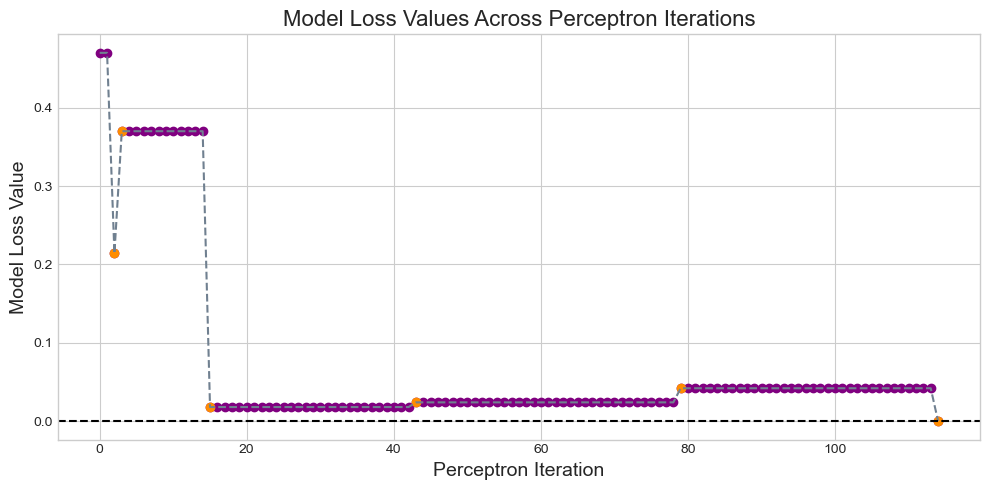 Model Loss Values Across Perceptron Iterations
Model Loss Value
0.4
0.3
0.2
0.1
0.0
0 20 40 60 80 100
Perceptron Iteration